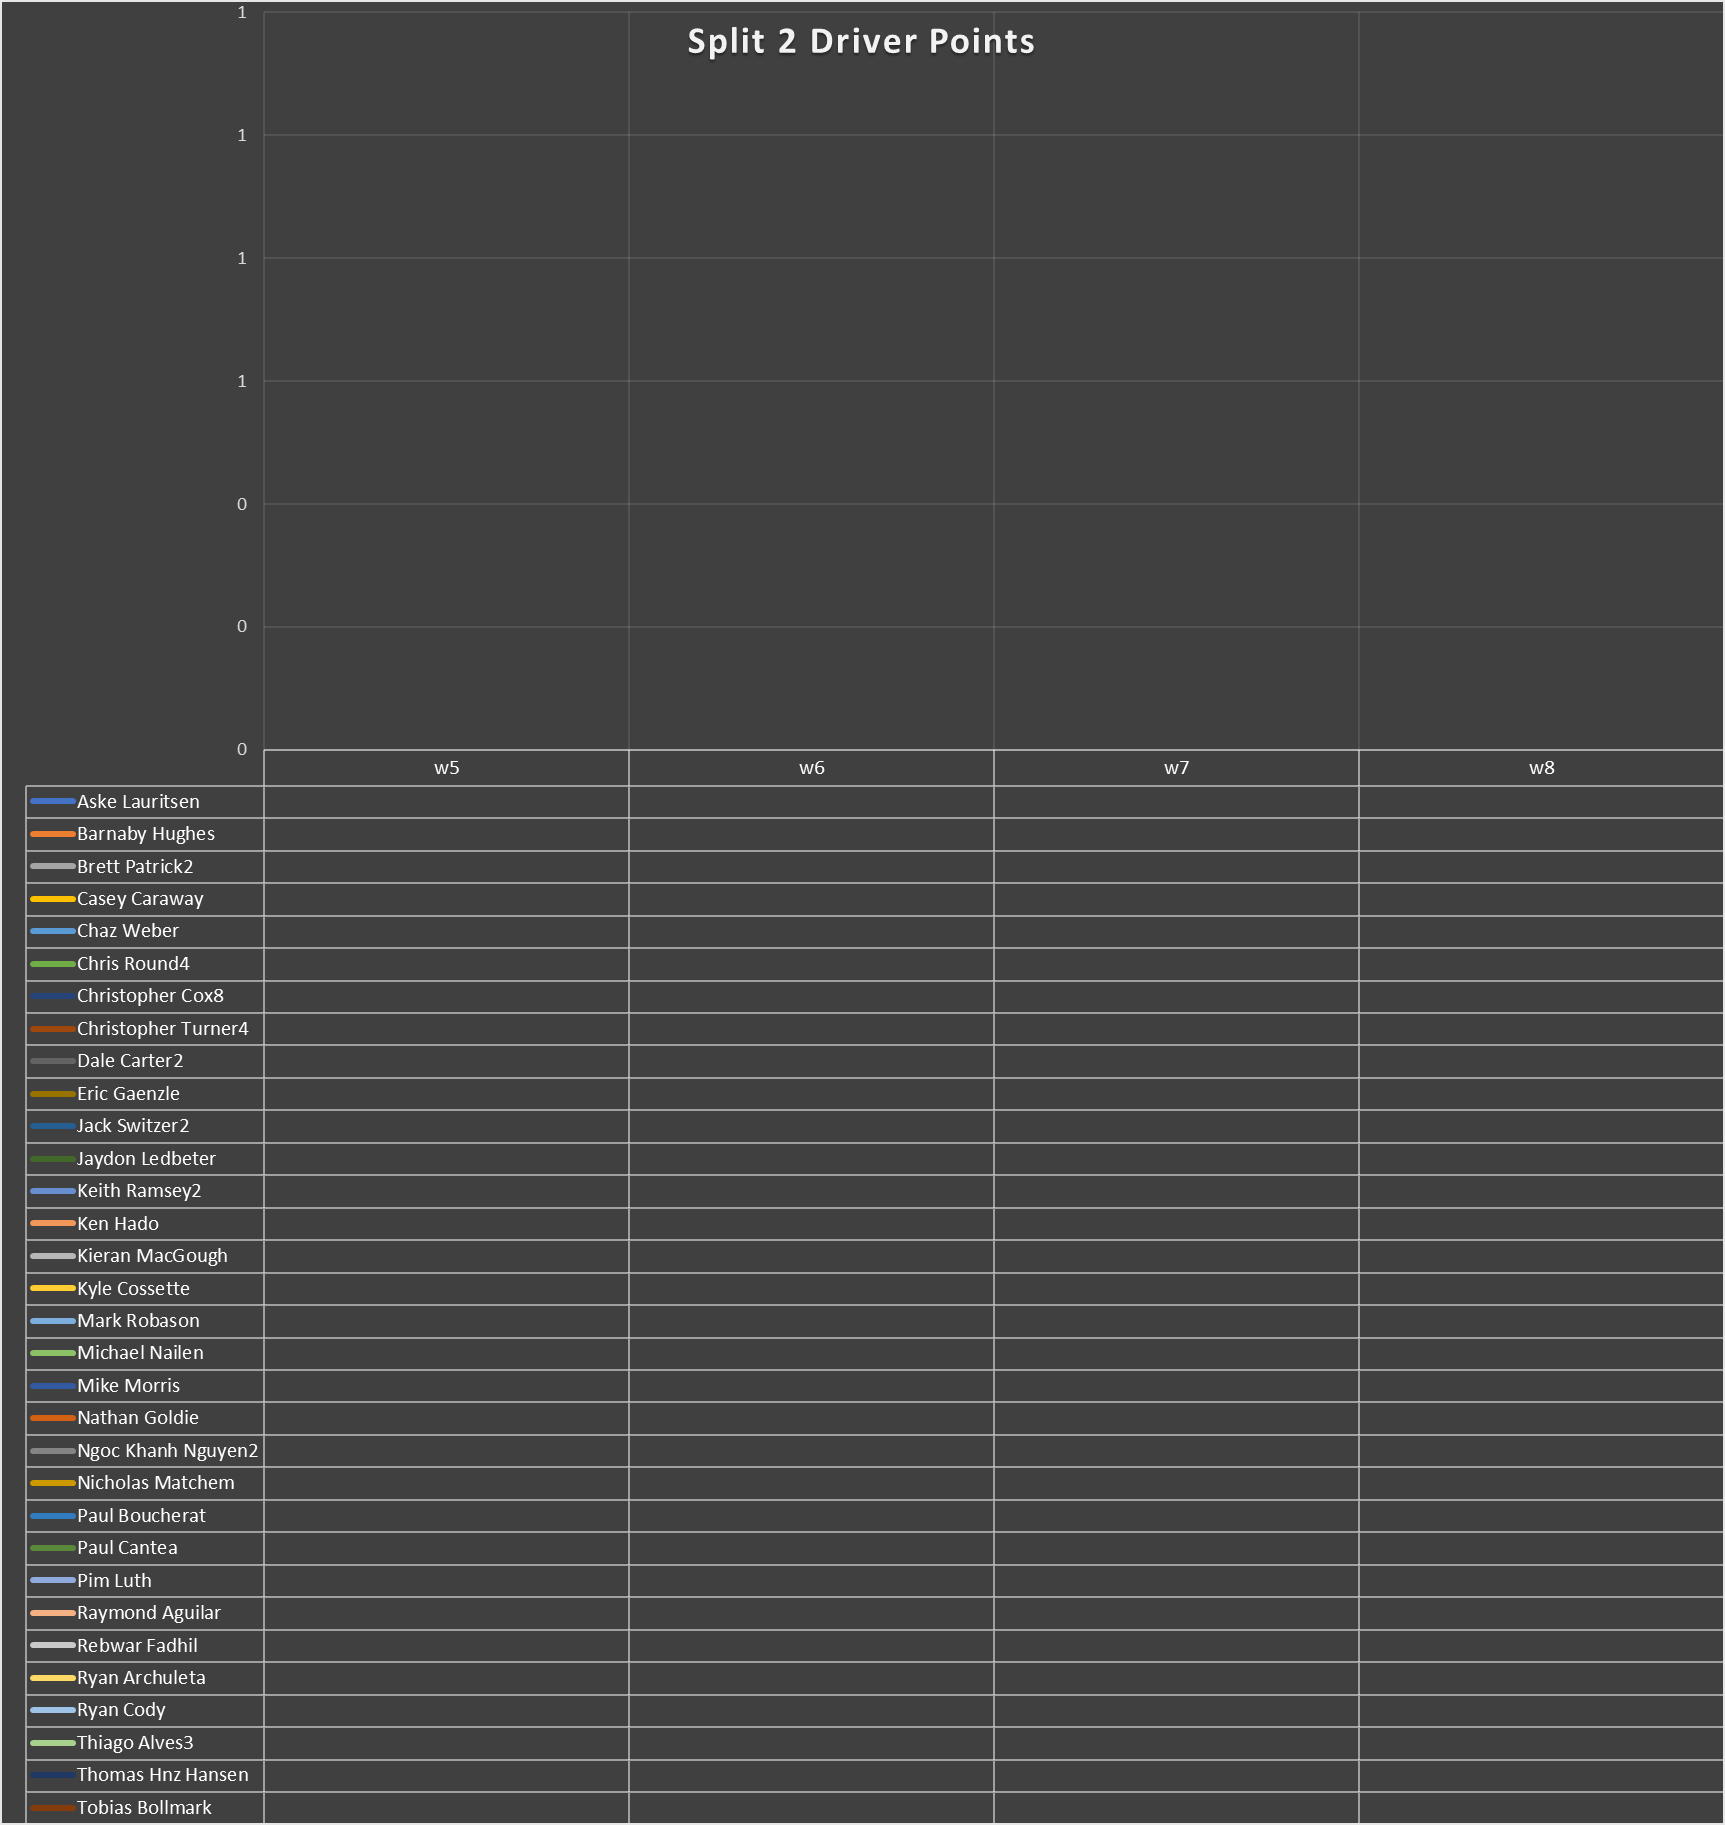 1
Split 2 Driver Points
1
1
1
0
0
0
w5 w6 w7 w8
Aske Lauritsen
Barnaby Hughes
Brett Patrick2
Casey Caraway
Chaz Weber
Chris Round4
Christopher Cox8
Christopher Turner4
Dale Carter2
Eric Gaenzle
Jack Switzer2
Jaydon Ledbeter
Keith Ramsey2
Ken Hado
Kieran MacGough
Kyle Cossette
Mark Robason
Michael Nailen
Mike Morris
Nathan Goldie
Ngoc Khanh Nguyen2
Nicholas Matchem
Paul Boucherat
Paul Cantea
Pim Luth
Raymond Aguilar
Rebwar Fadhil
Ryan Archuleta
Ryan Cody
Thiago Alves3
Thomas Hnz Hansen
Tobias Bollmark